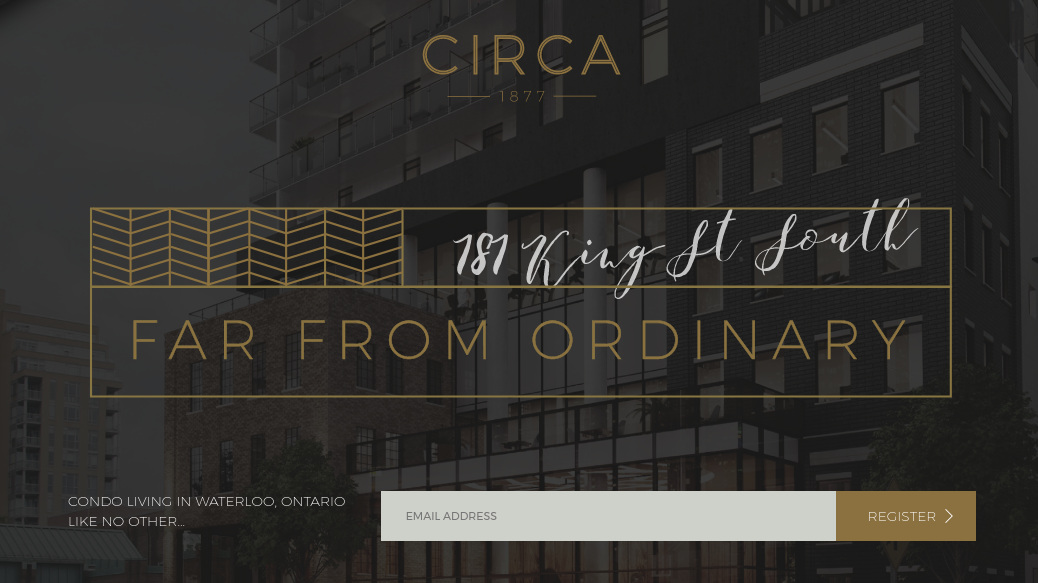 CIRCA
1877
181 King St South
FAR FROM ORDINARY
CONDO LIVING IN WATERLOO, ONTARIO
LIKE NO OTHER...
EMAIL ADDRESS
REGISTER